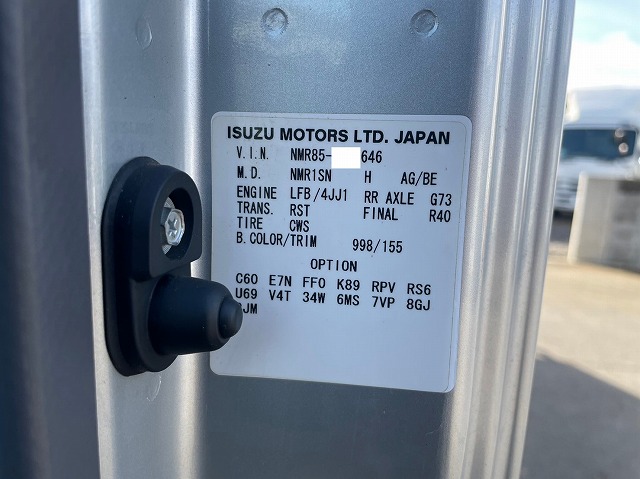 ISUZU MOTORS LTD. JAPAN
V.I.N. NMR85- 646
M.D. NMR1SN H AG/BE
ENGINE LFB/4JJ1 RR AXLE G73
TRANS. RST FINAL R40
TIRE CWS
B.COLOR/TRIM 998/155
OPTION
C60 E7N FF0 K89 RPV RS6
U69 V4T 34W 6MS 7VP 8GJ